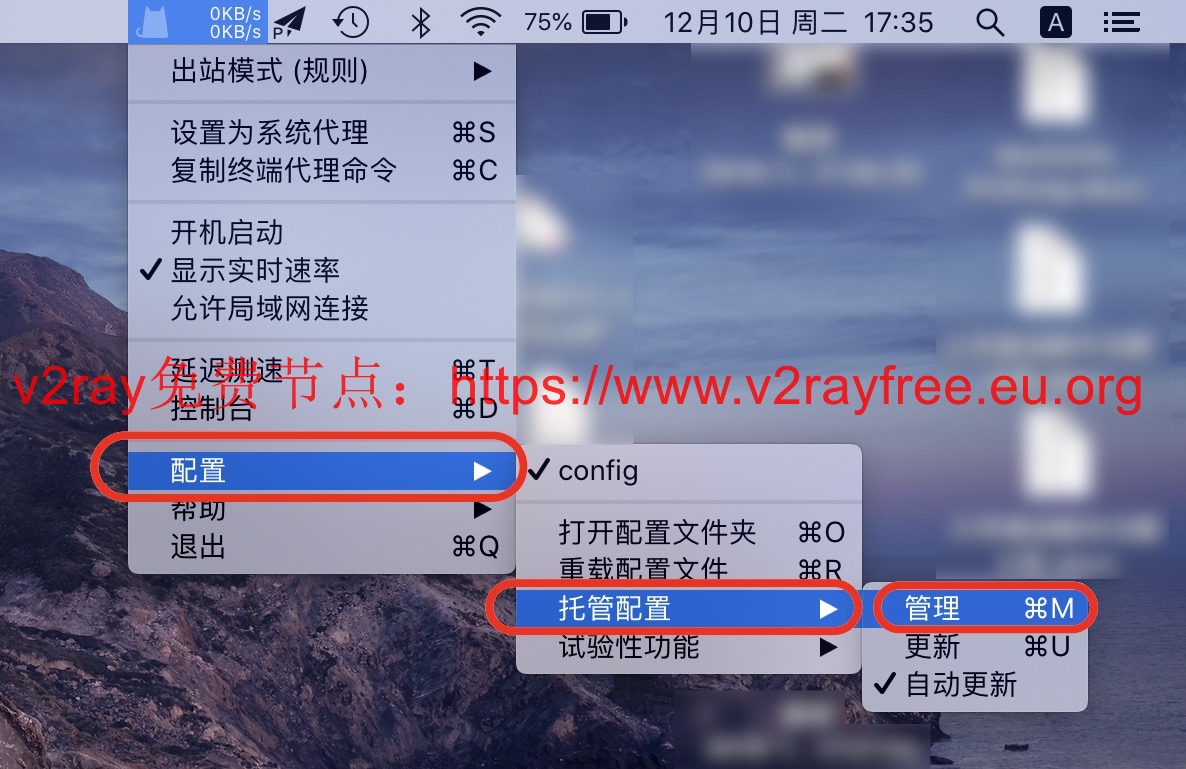 0KB/s
0KB/s
P
75%
12月10日 周二 17:35
A
出站模式 (规则)
设置为系统代理 ⌘S
复制终端代理命令 ⌘C
开机启动
显示实时速率
允许局域网连接
延迟测速 ⌘T
v2ray免费节点：https://www.v2rayfree.eu.org
控制台 ⌘D
配置
config
帮助
打开配置文件夹 ⌘O
退出 ⌘Q
重载配置文件 ⌘R
托管配置
管理 ⌘M
试验性功能
更新 ⌘U
自动更新